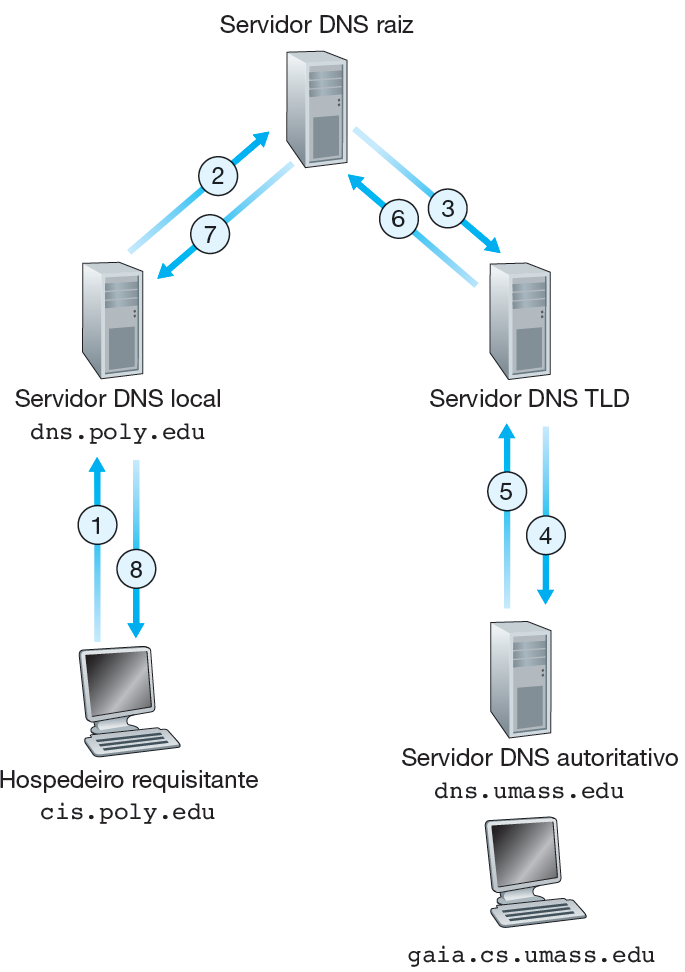 Servidor DNS raiz
2
3
6
7
Servidor DNS local
dns.poly.edu
Servidor DNS TLD
1
8
5
4
Hospedeiro requisitante
cis.poly.edu
Servidor DNS autoritativo
dns.umass.edu
gaia.cs.umass.edu